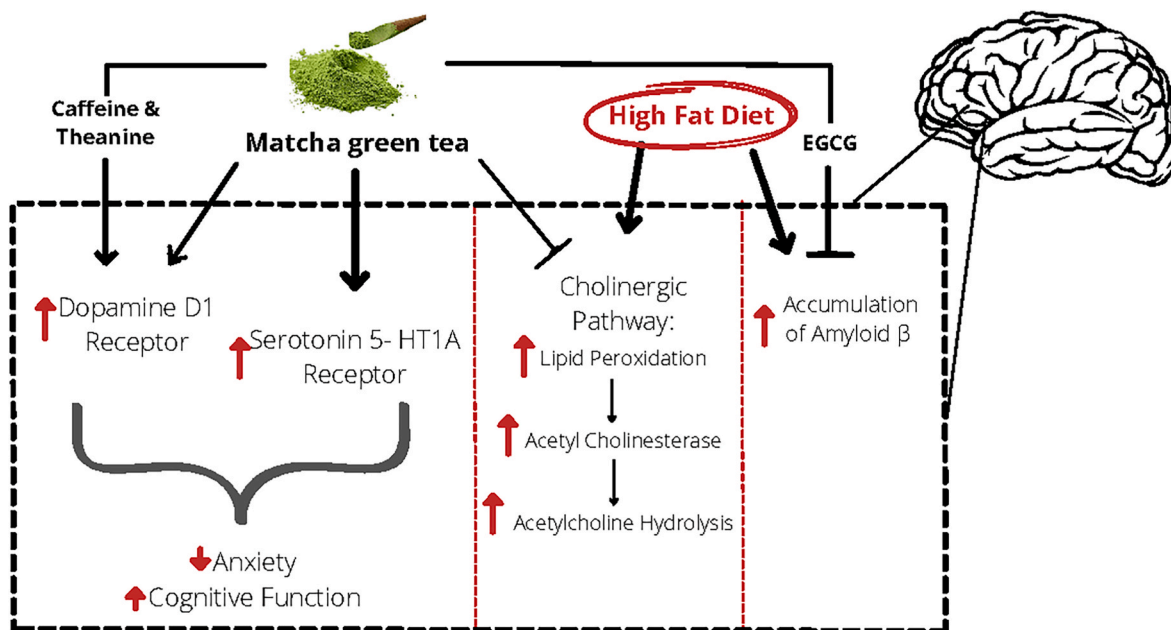 Caffeine &
Theanine
Matcha green tea
High Fat Diet
EGCG
Dopamine D1
Receptor
Serotonin 5- HT1A
Receptor
Anxiety
Cognitive Function
Cholinergic
Pathway:
Lipid Peroxidation
Acetyl Cholinesterase
Acetylcholine Hydrolysis
Accumulation
of Amyloid β